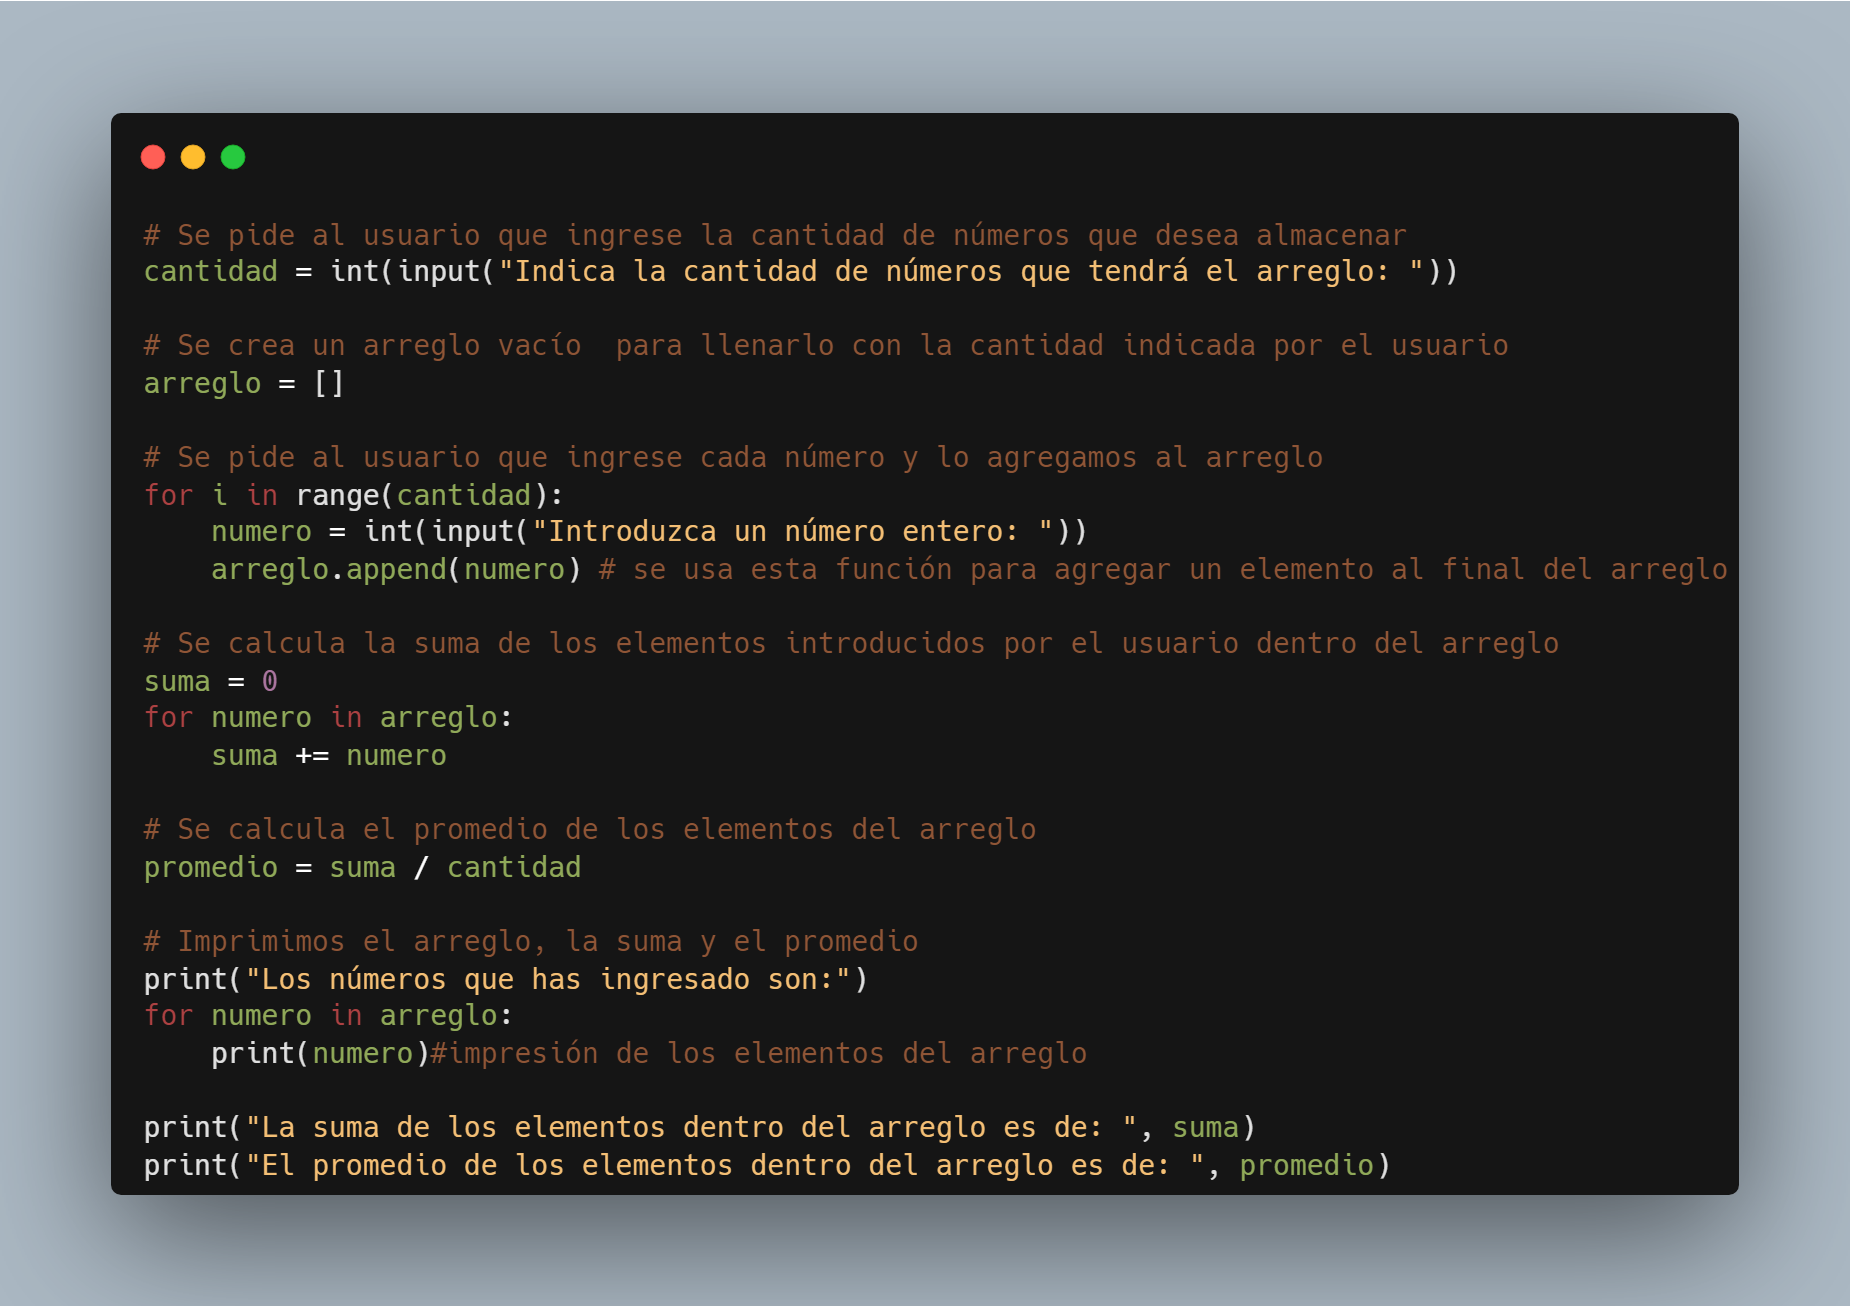 # Se pide al usuario que ingrese la cantidad de números que desea almacenar
cantidad = int(input("Indica la cantidad de números que tendrá el arreglo: "))

# Se crea un arreglo vacío  para llenarlo con la cantidad indicada por el usuario
arreglo = []

# Se pide al usuario que ingrese cada número y lo agregamos al arreglo
for i in range(cantidad):
    numero = int(input("Introduzca un número entero: "))
    arreglo.append(numero) # se usa esta función para agregar un elemento al final del arreglo

# Se calcula la suma de los elementos introducidos por el usuario dentro del arreglo
suma = 0
for numero in arreglo:
    suma += numero

# Se calcula el promedio de los elementos del arreglo
promedio = suma / cantidad

# Imprimimos el arreglo, la suma y el promedio
print("Los números que has ingresado son:")
for numero in arreglo:
    print(numero)#impresión de los elementos del arreglo

print("La suma de los elementos dentro del arreglo es de: ", suma)
print("El promedio de los elementos dentro del arreglo es de: ", promedio)